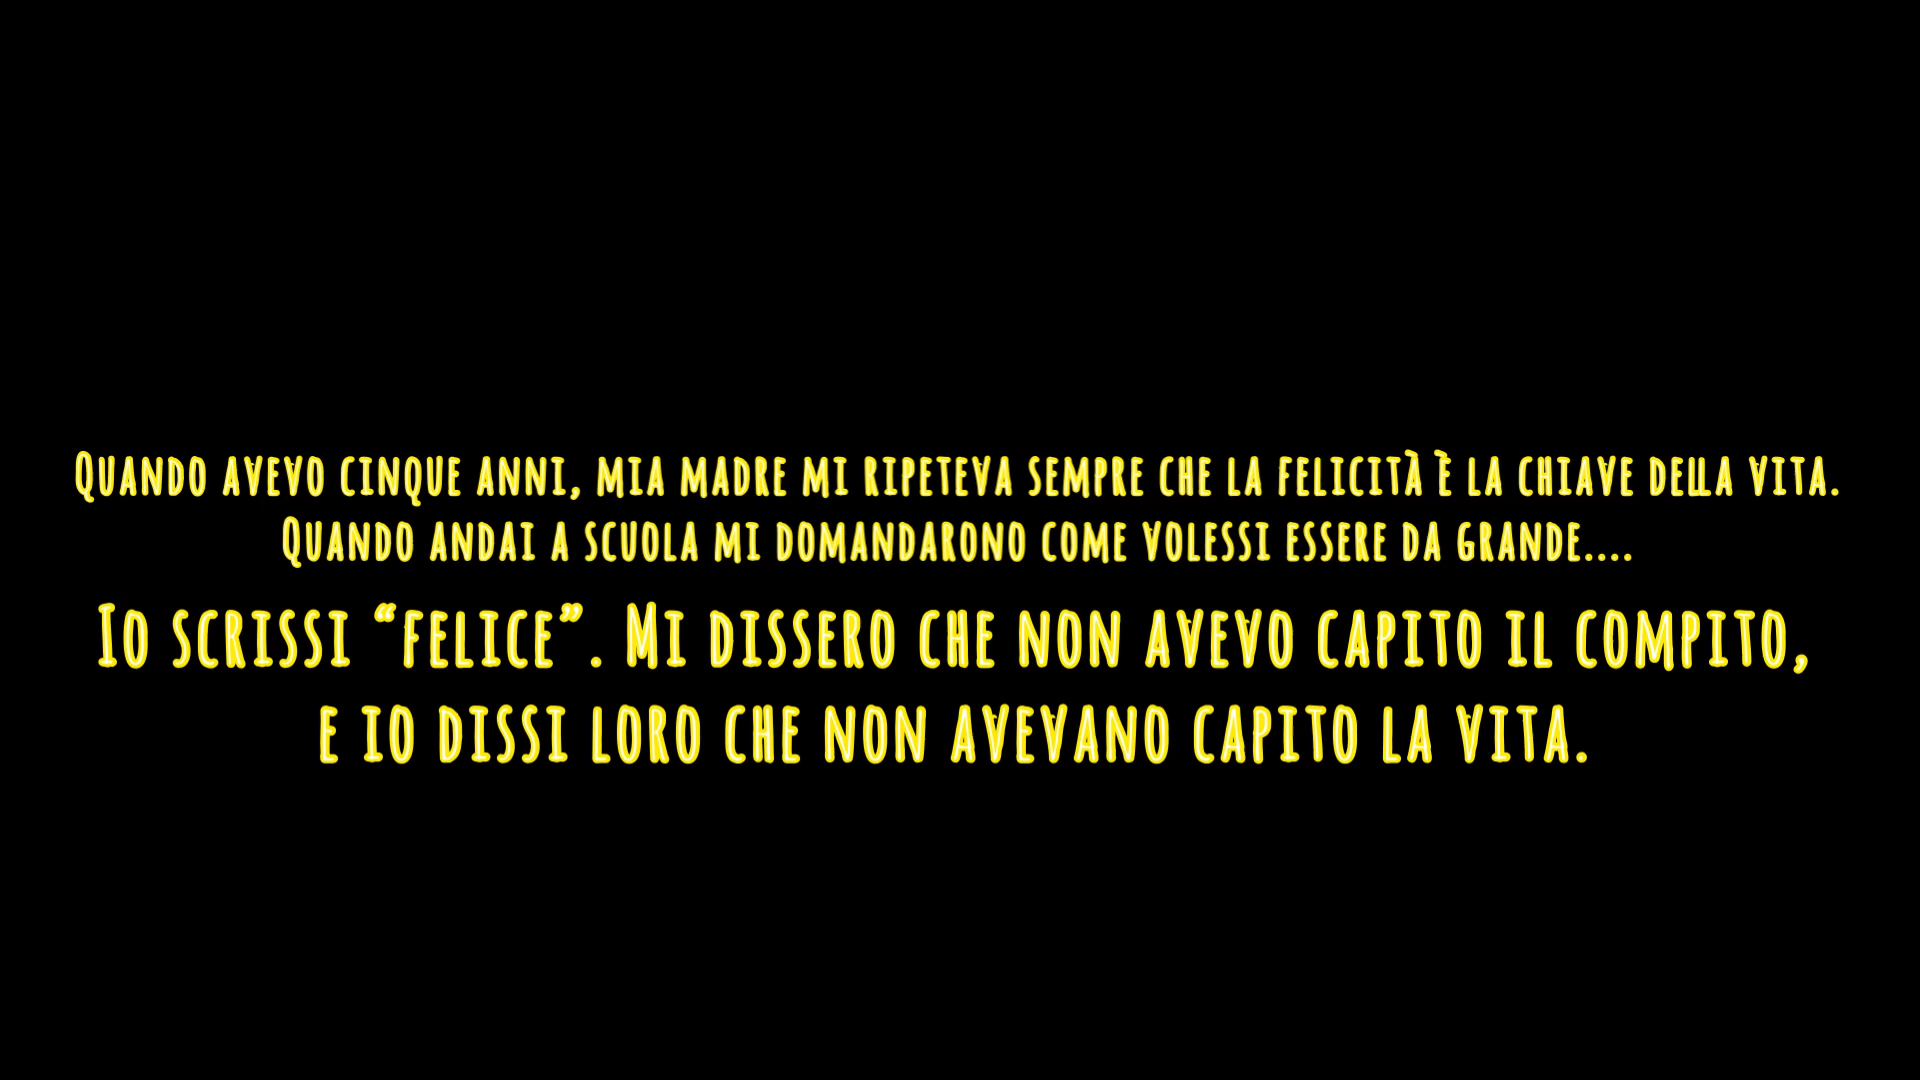 Quando avevo cinque anni, mia madre mi ripeteva sempre che la felicità è la chiave della vita.
Quando andai a scuola mi domandarono come volessi essere da grande....
Io scrissi “felice”. Mi dissero che non avevo capito il compito,
e io dissi loro che non avevano capito la vita.